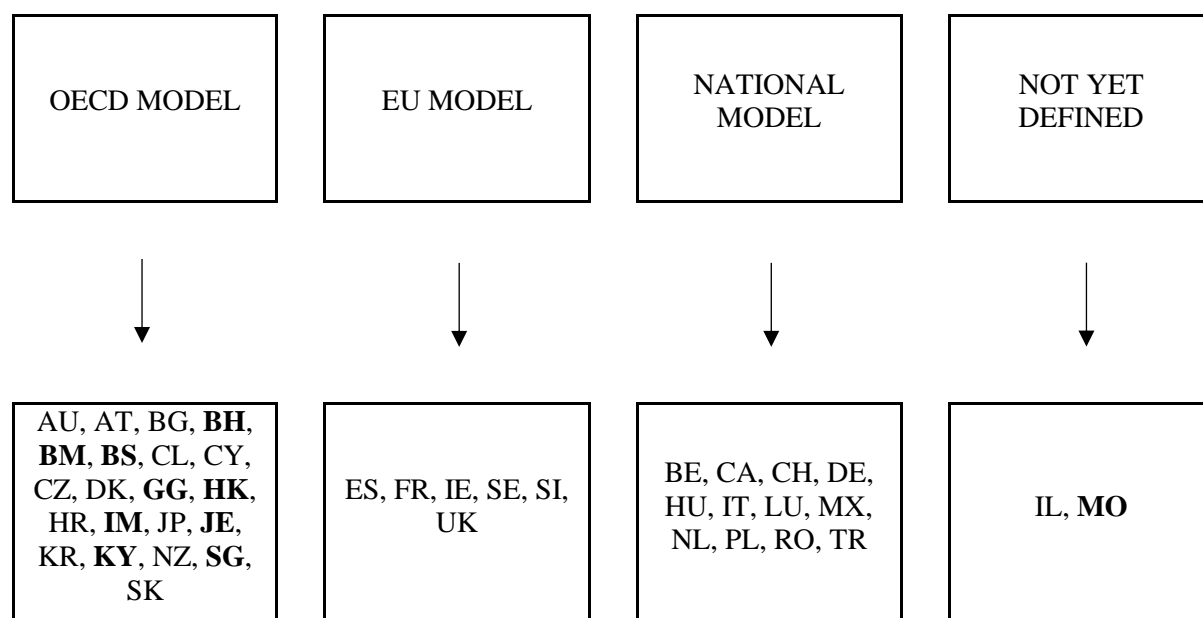 OECD MODEL
EU MODEL
NATIONAL
MODEL
NOT YET
DEFINED
AU, AT, BG, BH,
BM, BS, CL, CY,
CZ, DK, GG, HK,
HR, IM, JP, JE,
KR, KY, NZ, SG,
SK
ES, FR, IE, SE, SI,
UK
BE, CA, CH, DE,
HU, IT, LU, MX,
NL, PL, RO, TR
IL, MO